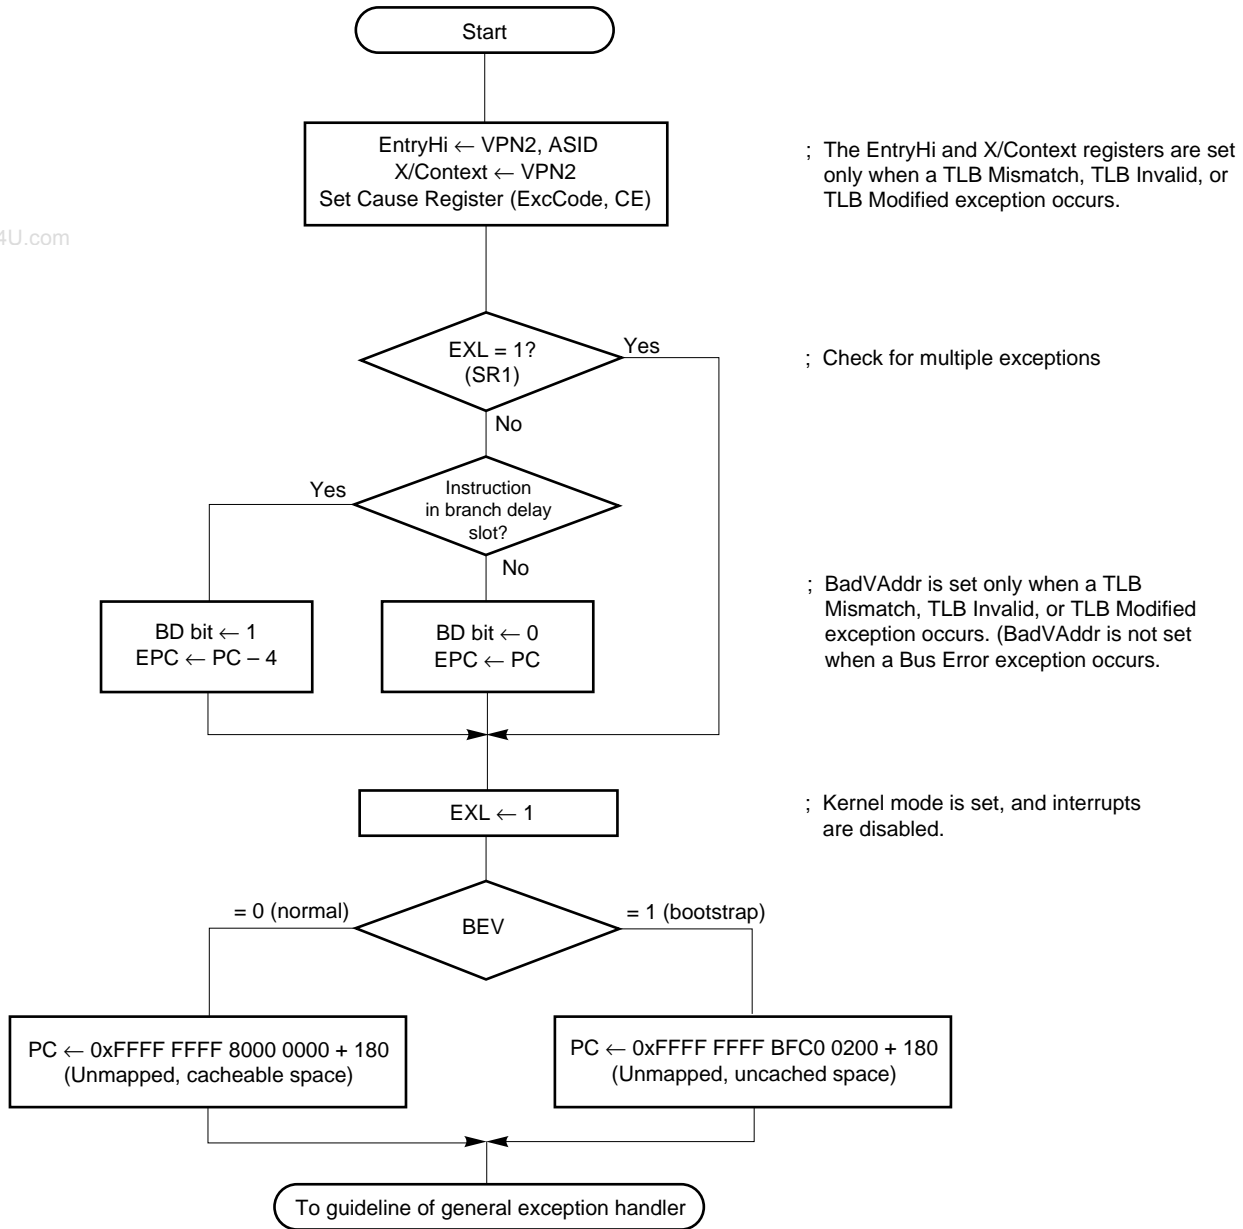 Start
EntryHi ← VPN2, ASID
X/Context ← VPN2
Set Cause Register (ExcCode, CE)
; The EntryHi and X/Context registers are set
only when a TLB Mismatch, TLB Invalid, or
TLB Modified exception occurs.
4U.com
EXL = 1?
(SR1)
Yes
; Check for multiple exceptions
No
Yes
Instruction
in branch delay
slot?
No
; BadVAddr is set only when a TLB
Mismatch, TLB Invalid, or TLB Modified
exception occurs. (BadVAddr is not set
when a Bus Error exception occurs.
BD bit ← 1
EPC ← PC – 4
BD bit ← 0
EPC ← PC
EXL ← 1
; Kernel mode is set, and interrupts
are disabled.
= 0 (normal)
BEV
= 1 (bootstrap)
PC ← 0xFFFF FFFF 8000 0000 + 180
(Unmapped, cacheable space)
PC ← 0xFFFF FFFF BFC0 0200 + 180
(Unmapped, uncached space)
To guideline of general exception handler